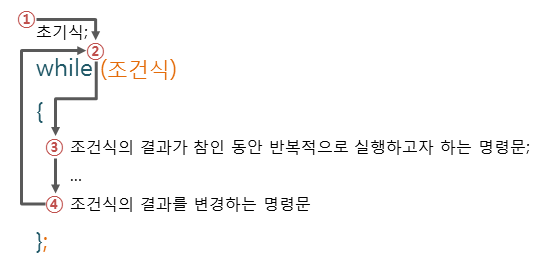 ① 초기식;
②
while (조건식)
{
③ 조건식의 결과가 참인 동안 반복적으로 실행하고자 하는 명령문;
...
④ 조건식의 결과를 변경하는 명령문
};